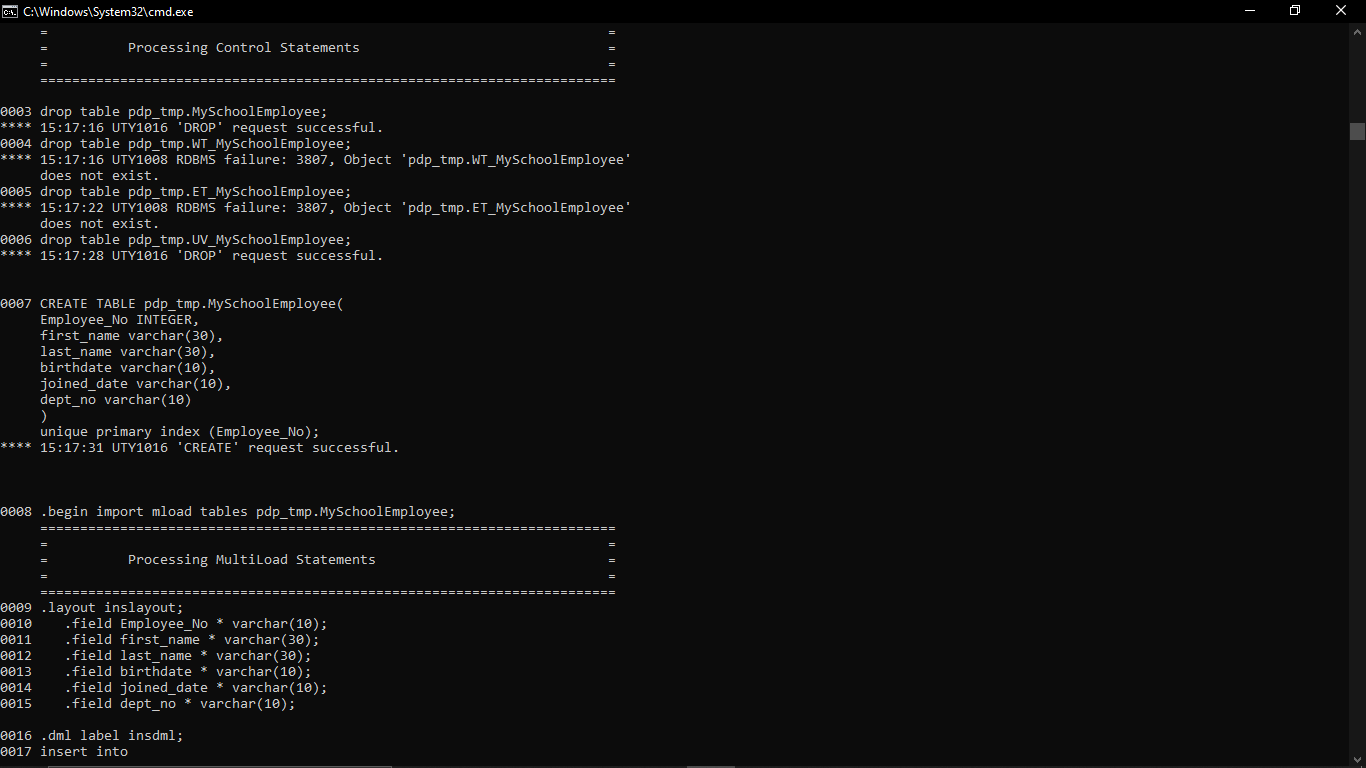 C:\Windows\System32\cmd.exe
=                                                                      =
=          Processing Control Statements                               =
=                                                                      =
========================================================================
0003 drop table pdp_tmp.MySchoolEmployee;
**** 15:17:16 UTY1016 'DROP' request successful.
0004 drop table pdp_tmp.WT_MySchoolEmployee;
**** 15:17:16 UTY1008 RDBMS failure: 3807, Object 'pdp_tmp.WT_MySchoolEmployee'
     does not exist.
0005 drop table pdp_tmp.ET_MySchoolEmployee;
**** 15:17:22 UTY1008 RDBMS failure: 3807, Object 'pdp_tmp.ET_MySchoolEmployee'
     does not exist.
0006 drop table pdp_tmp.UV_MySchoolEmployee;
**** 15:17:28 UTY1016 'DROP' request successful.
0007 CREATE TABLE pdp_tmp.MySchoolEmployee(
     Employee_No INTEGER,
     first_name varchar(30),
     last_name varchar(30),
     birthdate varchar(10),
     joined_date varchar(10),
     dept_no varchar(10)
     )
     unique primary index (Employee_No);
**** 15:17:31 UTY1016 'CREATE' request successful.
0008 .begin import mload tables pdp_tmp.MySchoolEmployee;
     ========================================================================
     =                                                                      =
     =          Processing MultiLoad Statements                             =
     =                                                                      =
     ========================================================================
0009 .layout inslayout;
0010    .field Employee_No * varchar(10);
0011    .field first_name * varchar(30);
0012    .field last_name * varchar(30);
0013    .field birthdate * varchar(10);
0014    .field joined_date * varchar(10);
0015    .field dept_no * varchar(10);
0016 .dml label insdml;
0017 insert into